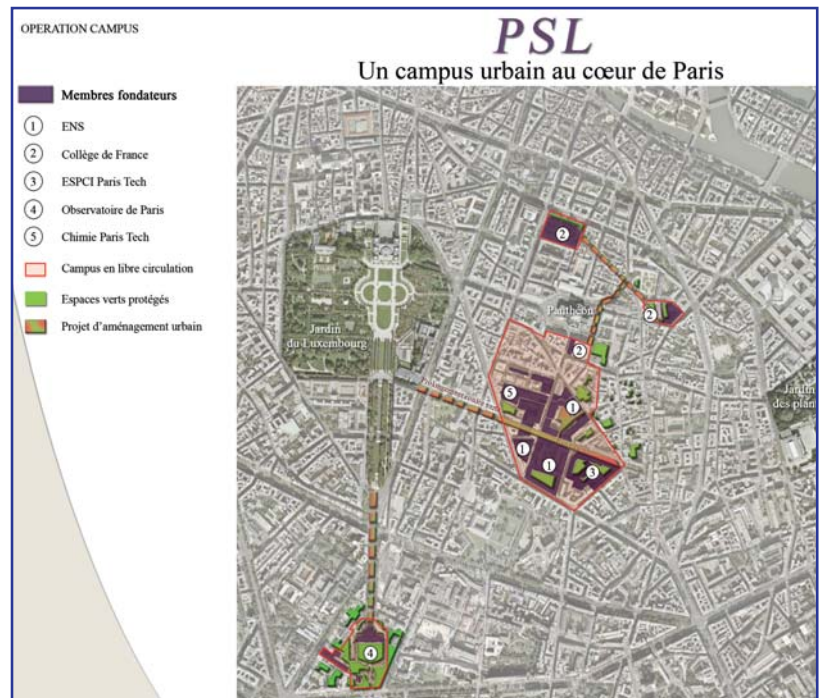 OPERATION CAMPUS
PSL
Un campus urbain au cœur de Paris
Membres fondateurs
1 ENS
2 Collège de France
3 ESPCI Paris Tech
4 Observatoire de Paris
5 Chimie Paris Tech
Campus en libre circulation
Espaces verts protégés
Projet d’aménagement urbain
2
2
Panthéon
2
Jardin
du Luxembourg
Jardin
des plant
5
1
1
1
3
4